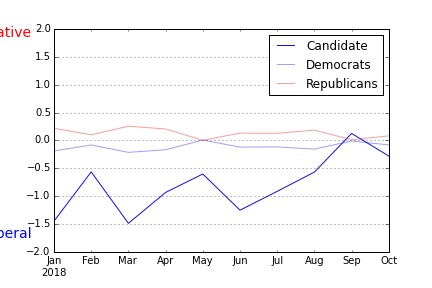 ative
2.0
1.5
1.0
0.5
0.0
−0.5
−1.0
−1.5
−2.0
beral
Candidate
Democrats
Republicans
Jan Feb Mar Apr May Jun Jul Aug Sep Oct
2018